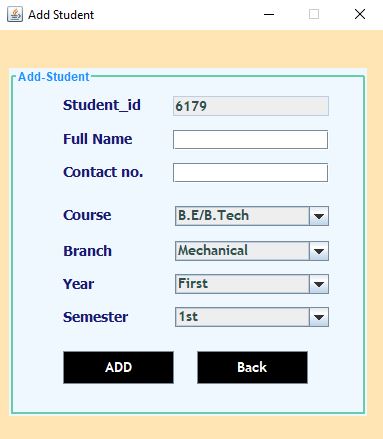 Add Student
Add-Student
Student_id 6179
Full Name
Contact no.
Course B.E/B.Tech
Branch Mechanical
Year First
Semester 1st
ADD Back